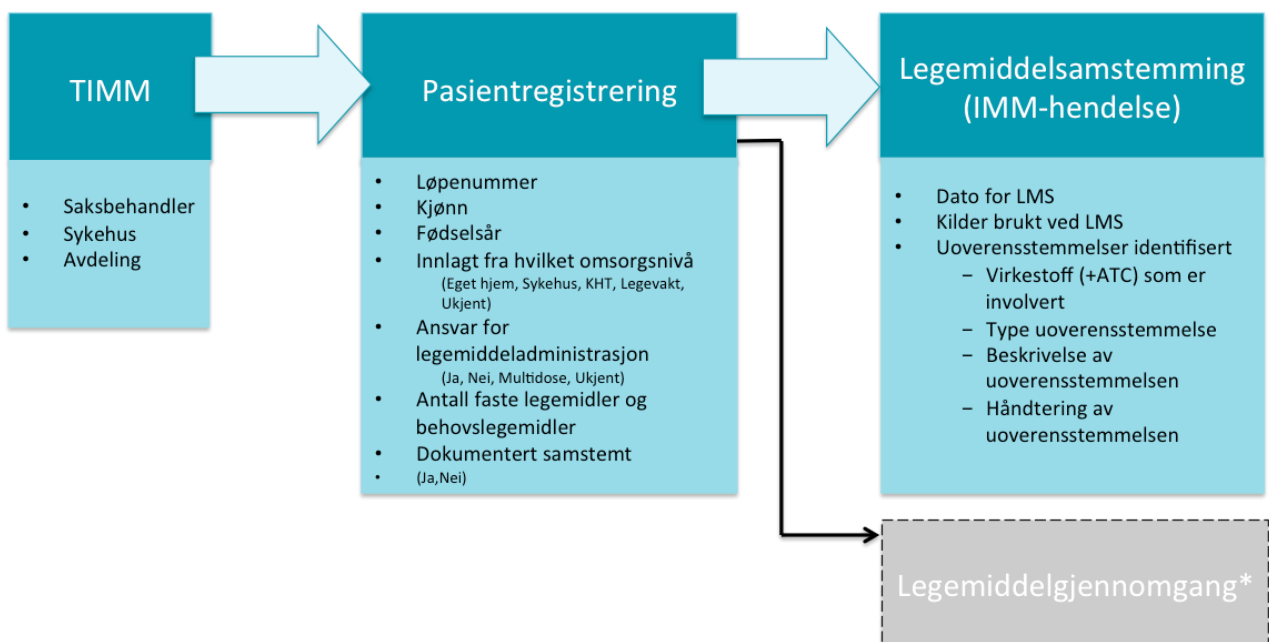 TIMM
• Saksbehandler
• Sykehus
• Avdeling
Pasientregistrering
• Løpenummer
• Kjønn
• Fødselsår
• Innlagt fra hvilket omsorgsnivå
(Eget hjem, Sykehus, KHT, Legevakt,
Ukjent)
• Ansvar for
legemiddeladministrasjon
(Ja, Nei, Multidose, Ukjent)
• Antall faste legemidler og
behovslegemidler
• Dokumentert samstemt
• (Ja,Nei)
Legemiddelsamstemming
(IMM-hendelse)
• Dato for LMS
• Kilder brukt ved LMS
• Uoverensstemmelser identifisert
– Virkestoff (+ATC) som er
involvert
– Type uoverensstemmelse
– Beskrivelse av
uoverensstemmelsen
– Håndtering av
uoverensstemmelsen
Legemiddelgjennomgang*